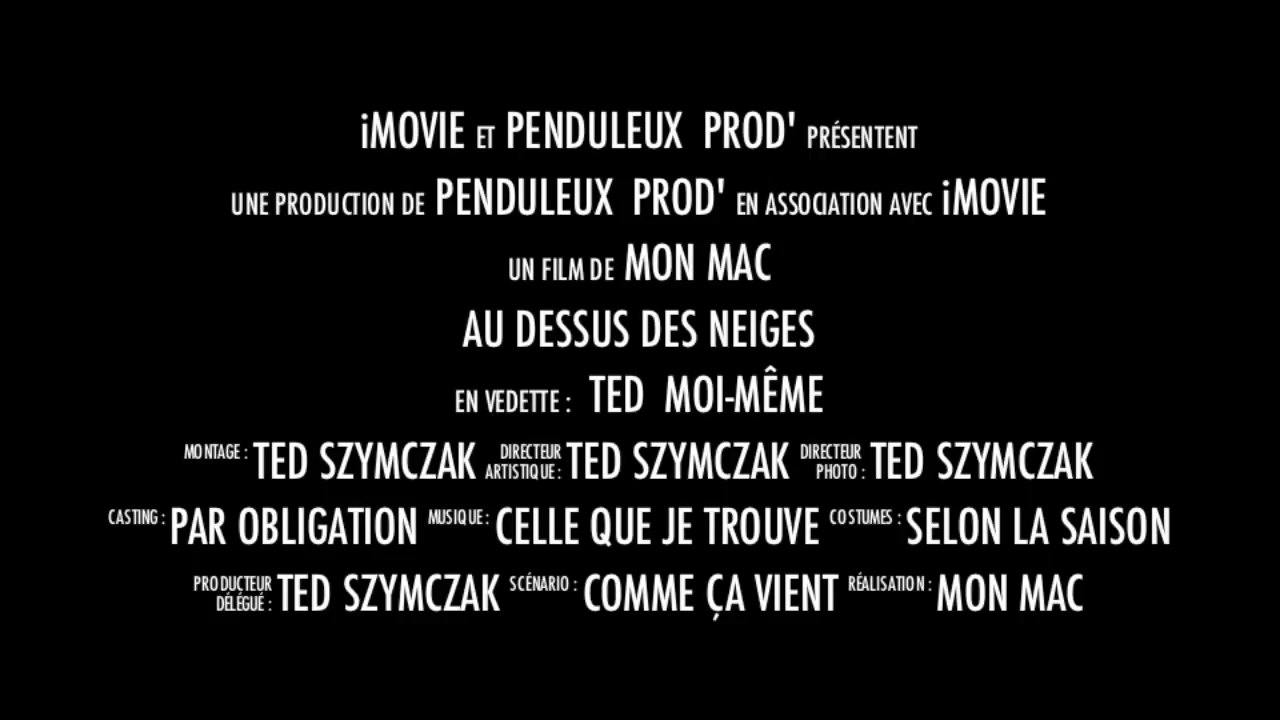 iMOVIE ET PENDULEUX PROD' PRÉSENTENT
UNE PRODUCTION DE PENDULEUX PROD' EN ASSOCIATION AVEC iMOVIE
UN FILM DE MON MAC
AU DESSUS DES NEIGES
EN VEDETTE : TED MOI-MÊME
MONTAGE : TED SZYMCZAK DIRECTEUR ARTISTIQUE : TED SZYMCZAK DIRECTEUR PHOTO : TED SZYMCZAK
CASTING : PAR OBLIGATION MUSIQUE : CELLE QUE JE TROUVE COSTUMES : SELON LA SAISON
PRODUCTEUR DÉLÉGUÉ : TED SZYMCZAK SCÉNARIO : COMME ÇA VIENT RÉALISATION : MON MAC